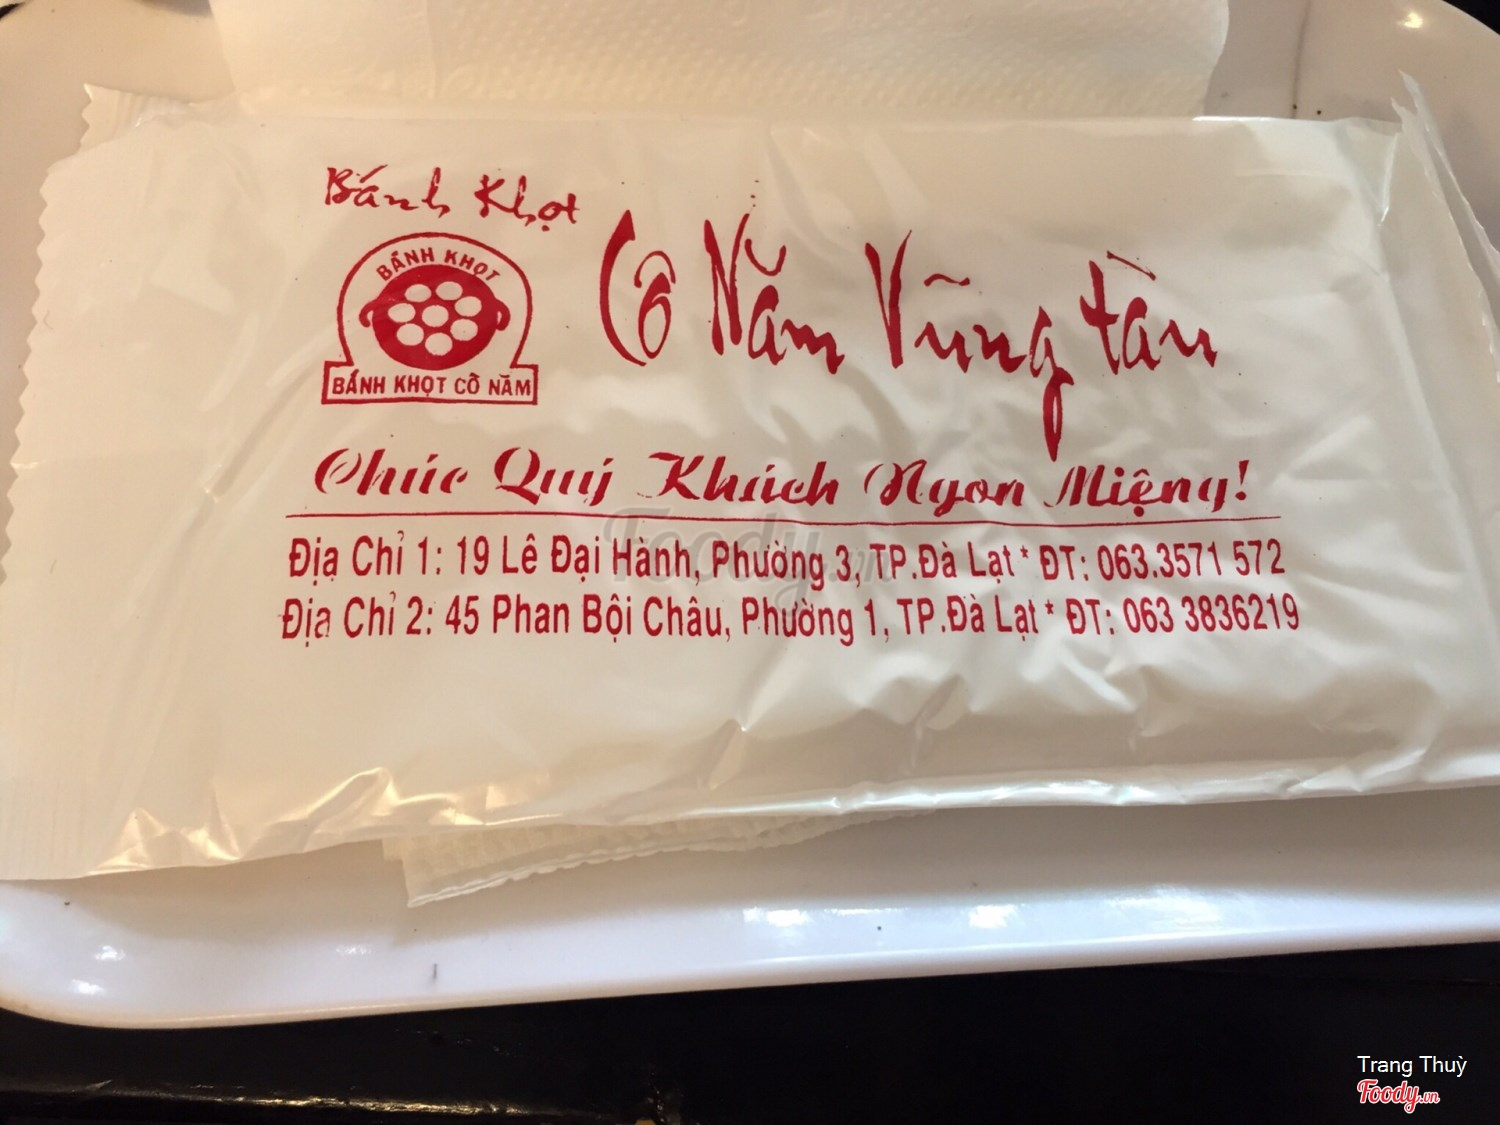 Bánh Khọt
Cô Năm Vũng tàu
BÁNH KHỌT
BÁNH KHỌT CÔ NĂM
Chúc Quý Khách Ngon Miệng!
Địa Chỉ 1: 19 Lê Đại Hành, Phường 3, TP.Đà Lạt * ĐT: 063.3571 572
Địa Chỉ 2: 45 Phan Bội Châu, Phường 1, TP.Đà Lạt * ĐT: 063 3836219
Foody.vn
Trang Thuỳ
Foody.vn